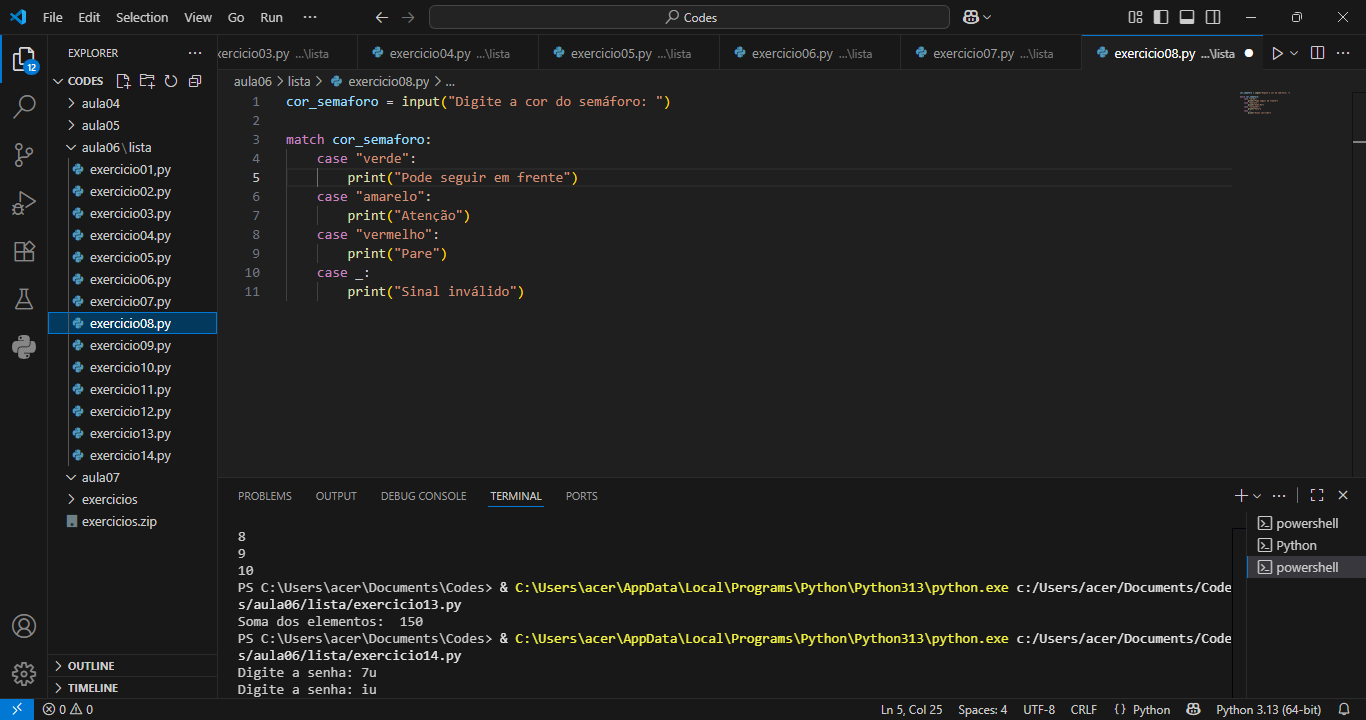 File Edit Selection View Go Run ··· Codes
EXPLORER ···
CODES
aula04
aula05
aula06 \ lista
exercicio01,py
exercicio02.py
exercicio03.py
exercicio04.py
exercicio05.py
exercicio06.py
exercicio07.py
exercicio08.py
exercicio09.py
exercicio10.py
exercicio11.py
exercicio12.py
exercicio13.py
exercicio14.py
aula07
exercicios
exercicios.zip
OUTLINE
TIMELINE
12
ercicio03.py ...\lista exercicio04.py ...\lista exercicio05.py ...\lista exercicio06.py ...\lista exercicio07.py ...\lista exercicio08.py ...\lista
aula06 > lista > exercicio08.py > ...
1 cor_semaforo = input("Digite a cor do semáforo: ")
2
3 match cor_semaforo:
4 case "verde":
5 print("Pode seguir em frente")
6 case "amarelo":
7 print("Atenção")
8 case "vermelho":
9 print("Pare")
10 case _:
11 print("Sinal inválido")
PROBLEMS OUTPUT DEBUG CONSOLE TERMINAL PORTS
8
9
10
PS C:\Users\acer\Documents\Codes> & C:\Users\acer\AppData\Local\Programs\Python\Python313\python.exe c:/Users/acer/Documents/Code
s/aula06/lista/exercicio13.py
Soma dos elementos:  150
PS C:\Users\acer\Documents\Codes> & C:\Users\acer\AppData\Local\Programs\Python\Python313\python.exe c:/Users/acer/Documents/Code
s/aula06/lista/exercicio14.py
Digite a senha: 7u
Digite a senha: iu
powershell
Python
powershell
0 0 Ln 5, Col 25 Spaces: 4 UTF-8 CRLF {} Python Python 3.13 (64-bit)